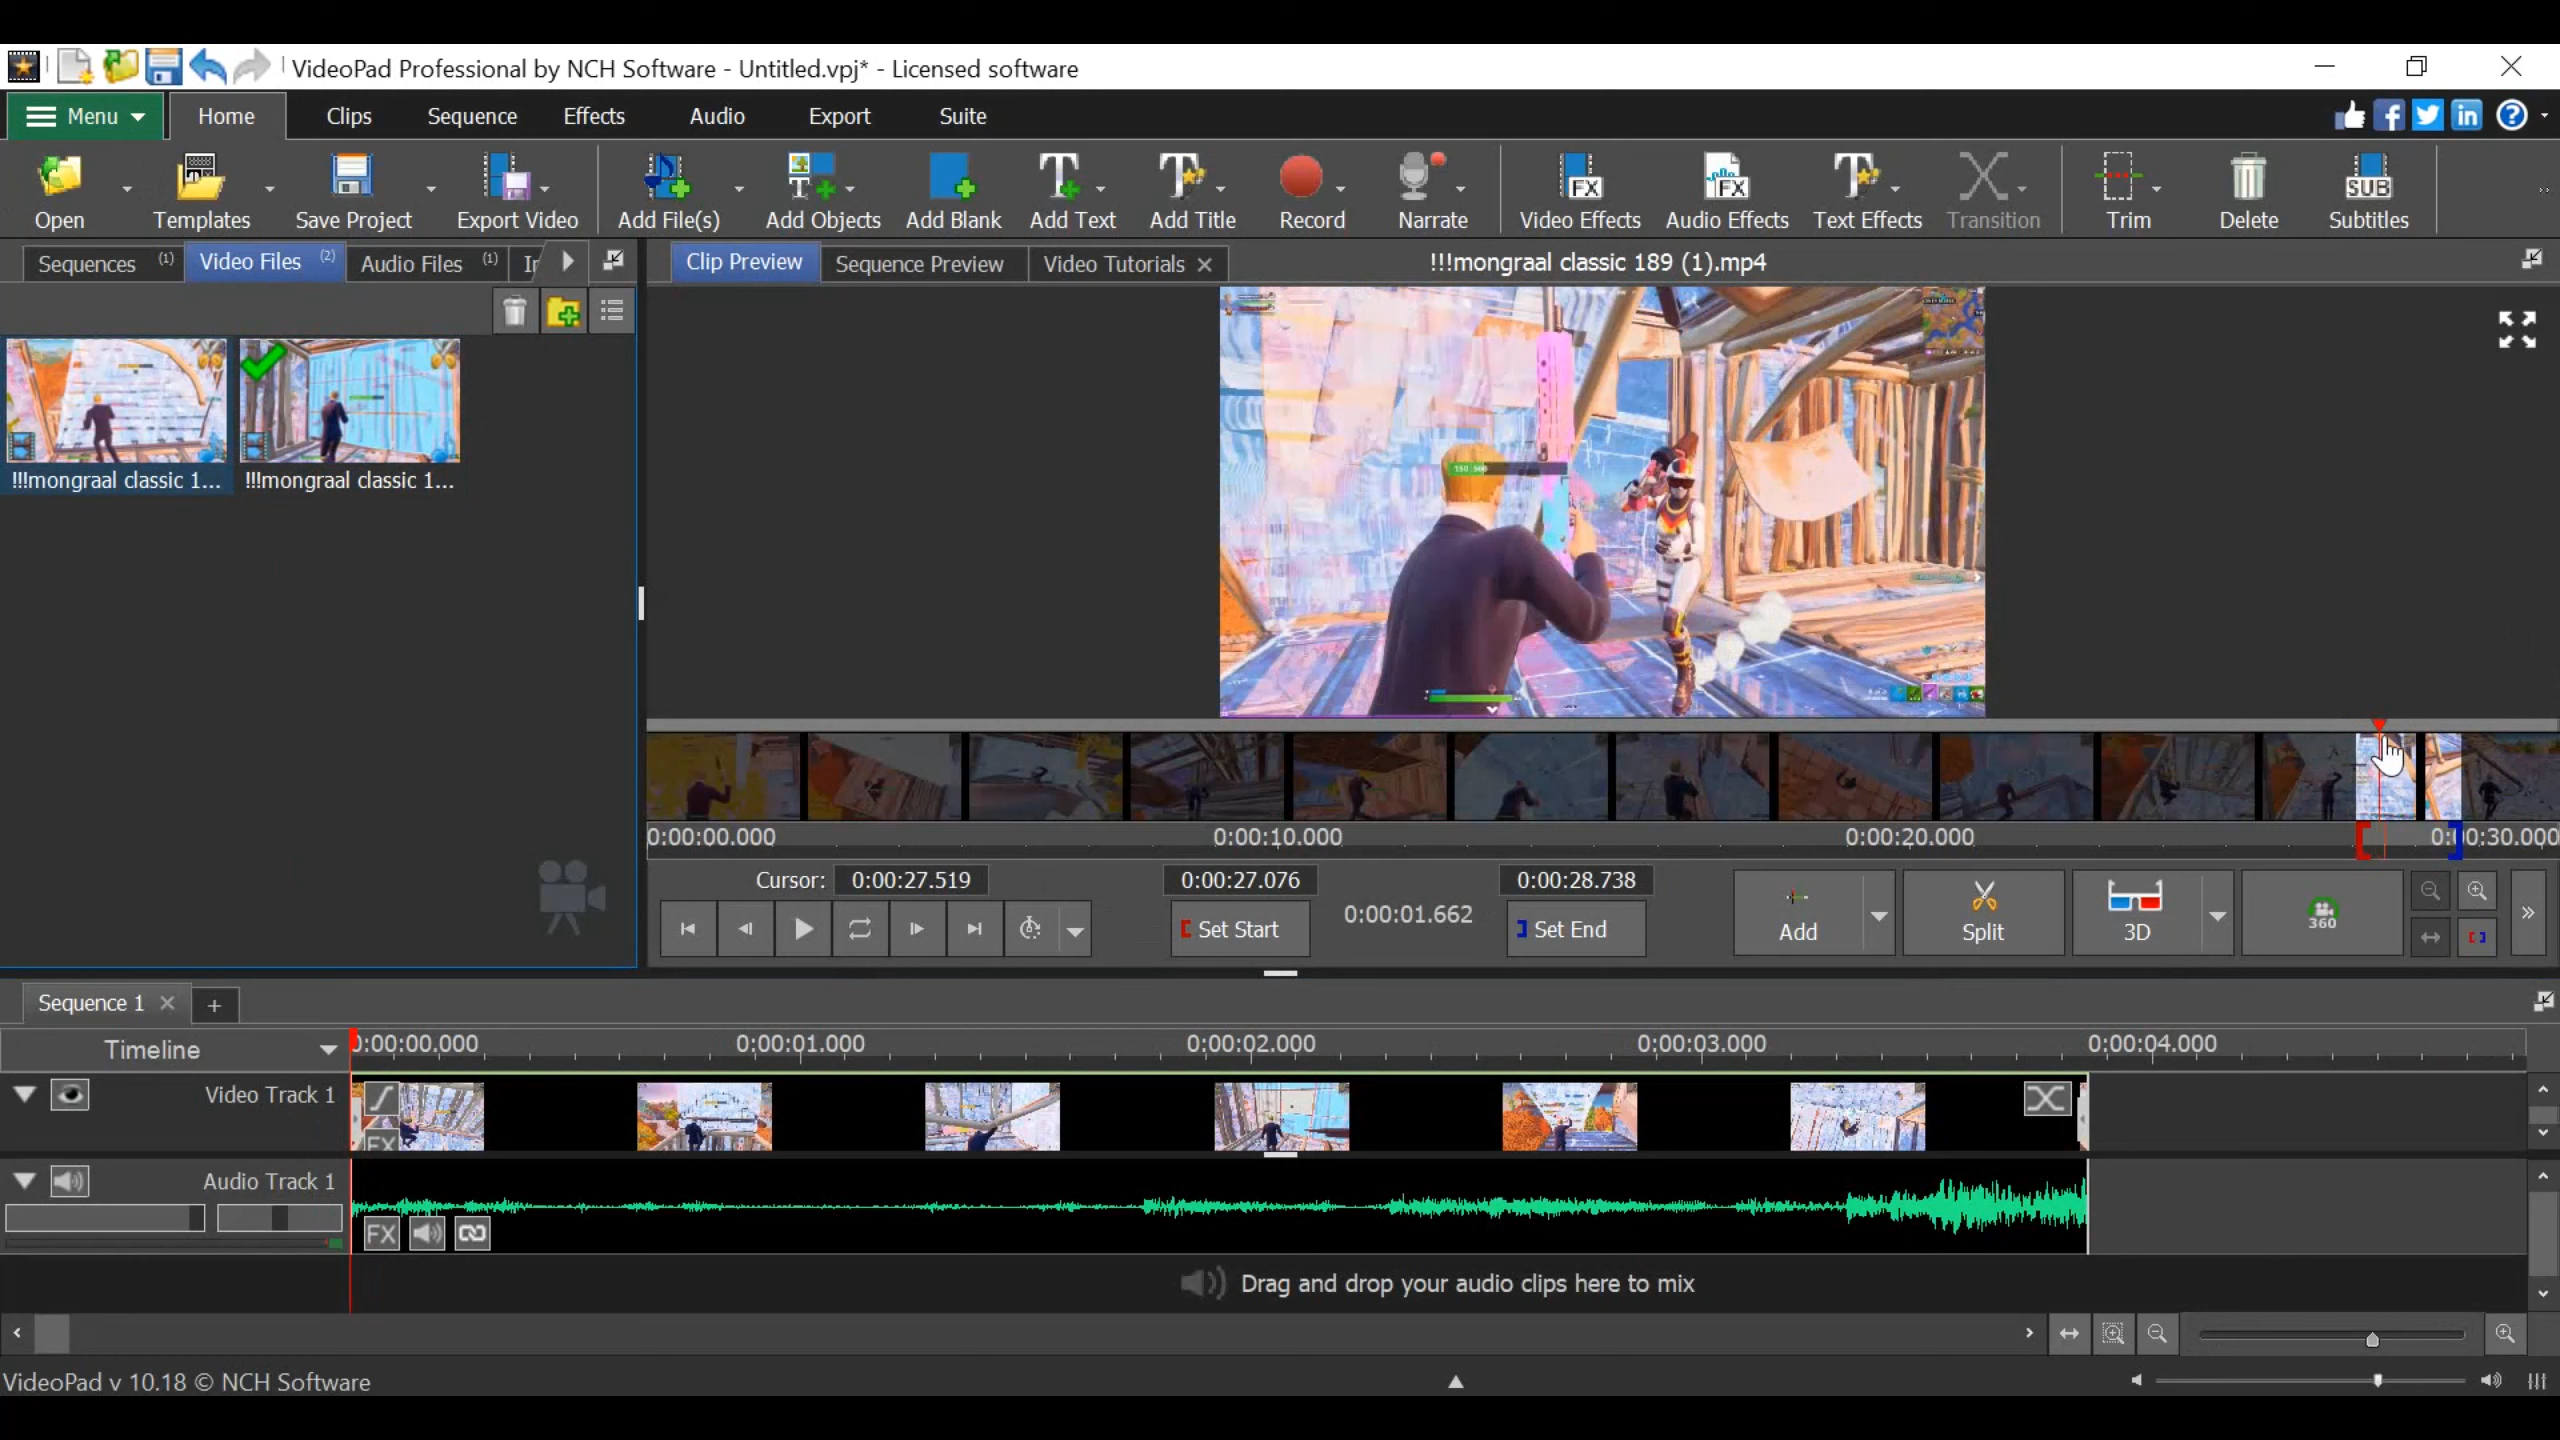 VideoPad Professional by NCH Software - Untitled.vpj* - Licensed software
Menu Home Clips Sequence Effects Audio Export Suite
Open Templates Save Project Export Video Add File(s) Add Objects Add Blank Add Text Add Title Record Narrate Video Effects Audio Effects Text Effects Transition Trim Delete Subtitles
Sequences (1) Video Files (2) Audio Files (1)
Clip Preview Sequence Preview Video Tutorials !!!mongraal classic 189 (1).mp4
!!!mongraal classic 1... !!!mongraal classic 1...
0:00:00.000 0:00:10.000 0:00:20.000 0:00:30.000
Cursor: 0:00:27.519 0:00:27.076 0:00:28.738
Set Start 0:00:01.662 Set End
Add Split 3D 360
Sequence 1
Timeline 0:00:00.000 0:00:01.000 0:00:02.000 0:00:03.000 0:00:04.000
Video Track 1
FX
Audio Track 1
FX
Drag and drop your audio clips here to mix
VideoPad v 10.18 © NCH Software